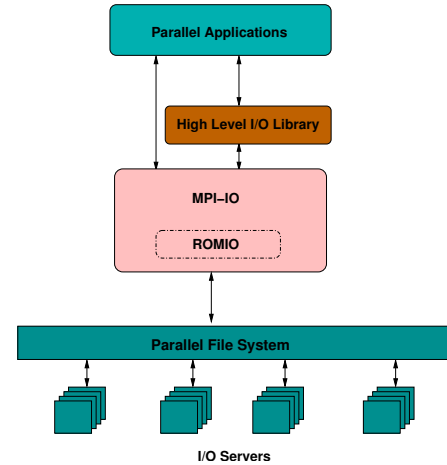 Parallel Applications
High Level I/O Library
MPI–IO
ROMIO
Parallel File System
I/O Servers